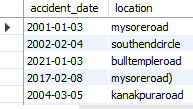 accident_date location
2001-01-03 mysoreroad
2002-02-04 southendcircle
2021-01-03 bulltempleroad
2017-02-08 mysoreroad)
2004-03-05 kanakpuraroad